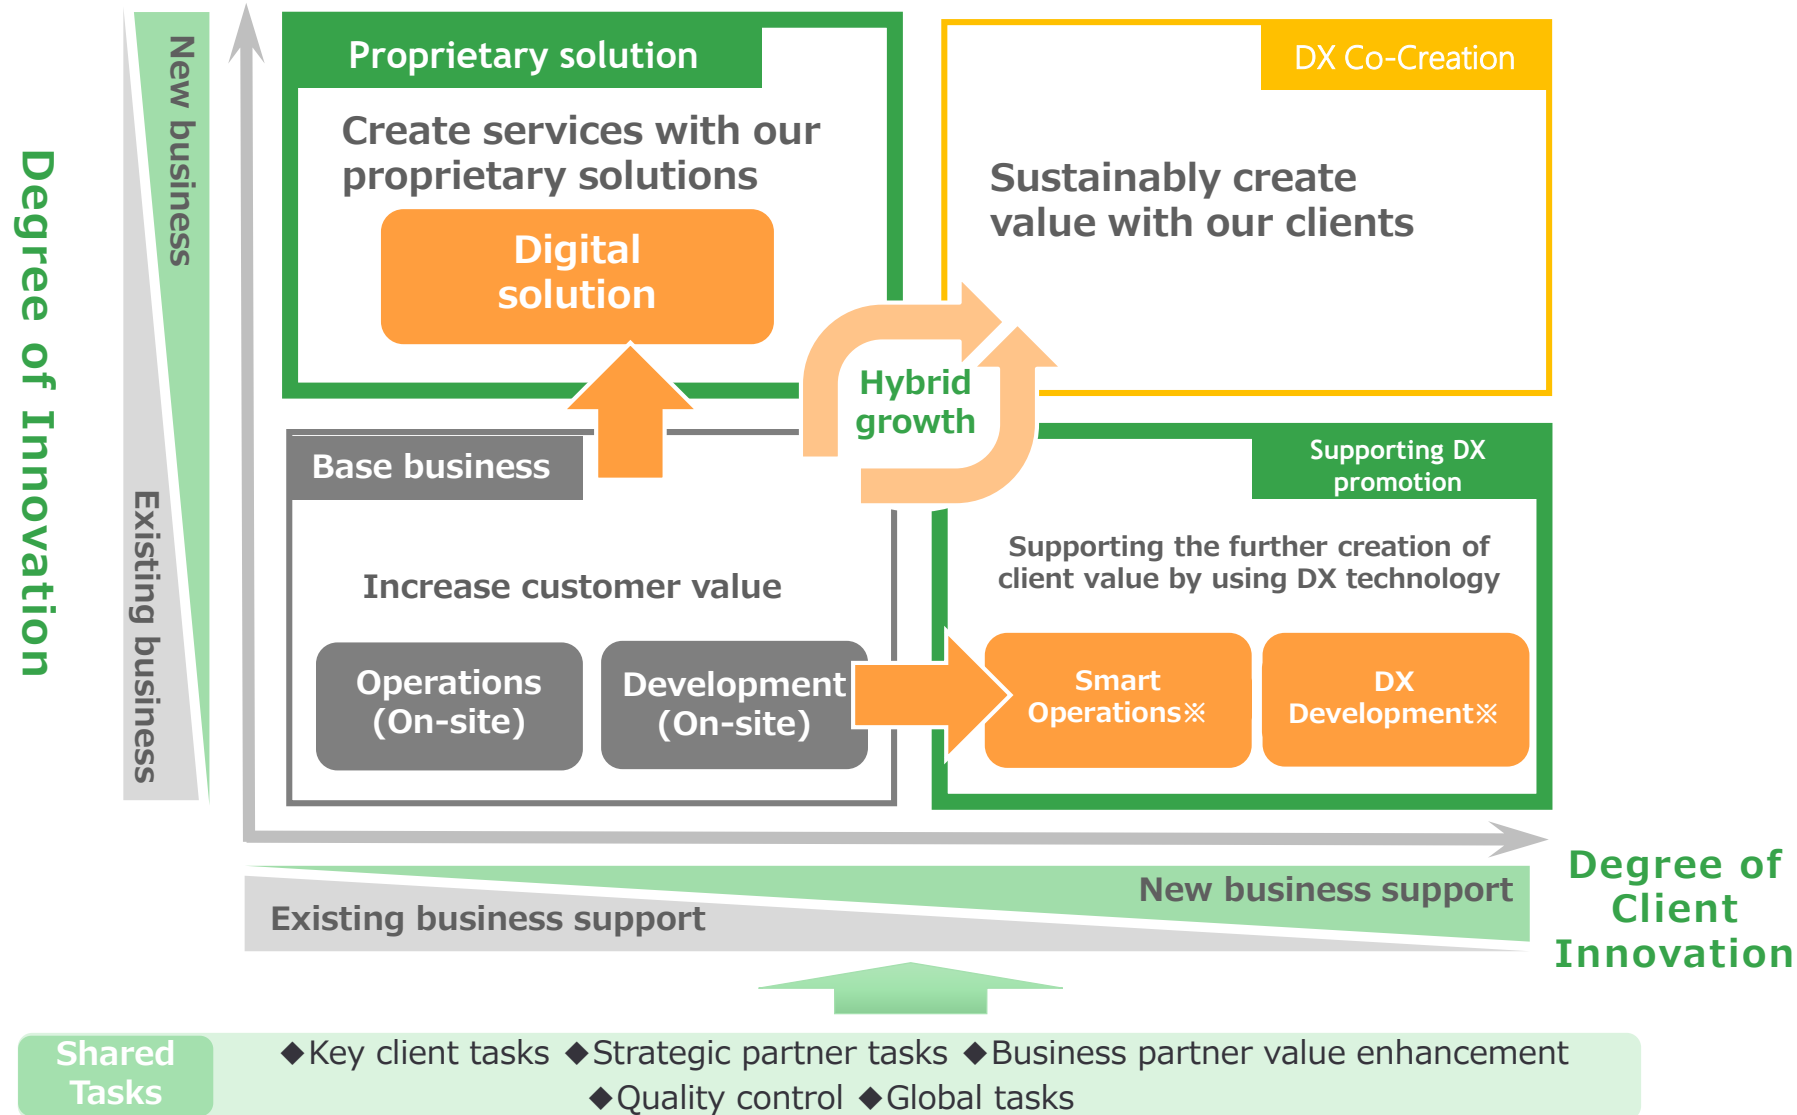 Degree of Innovation
New business
Existing business
Proprietary solution
Create services with our
proprietary solutions
Digital
solution
DX Co-Creation
Sustainably create
value with our clients
Hybrid
growth
Base business
Increase customer value
Operations
(On-site)
Development
(On-site)
Supporting DX
promotion
Supporting the further creation of
client value by using DX technology
Smart
Operations※
DX
Development※
New business support
Existing business support
Degree of
Client
Innovation
Shared
Tasks
◆Key client tasks ◆Strategic partner tasks ◆Business partner value enhancement
◆Quality control ◆Global tasks